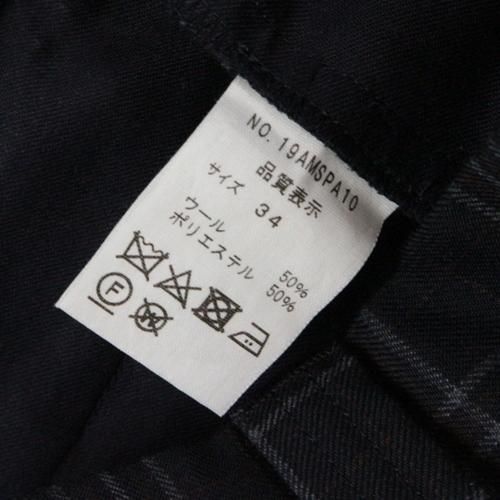 NO. 19AMSPA10
品質表示
サイズ 34
ウール 50%
ポリエステル 50%
F
W